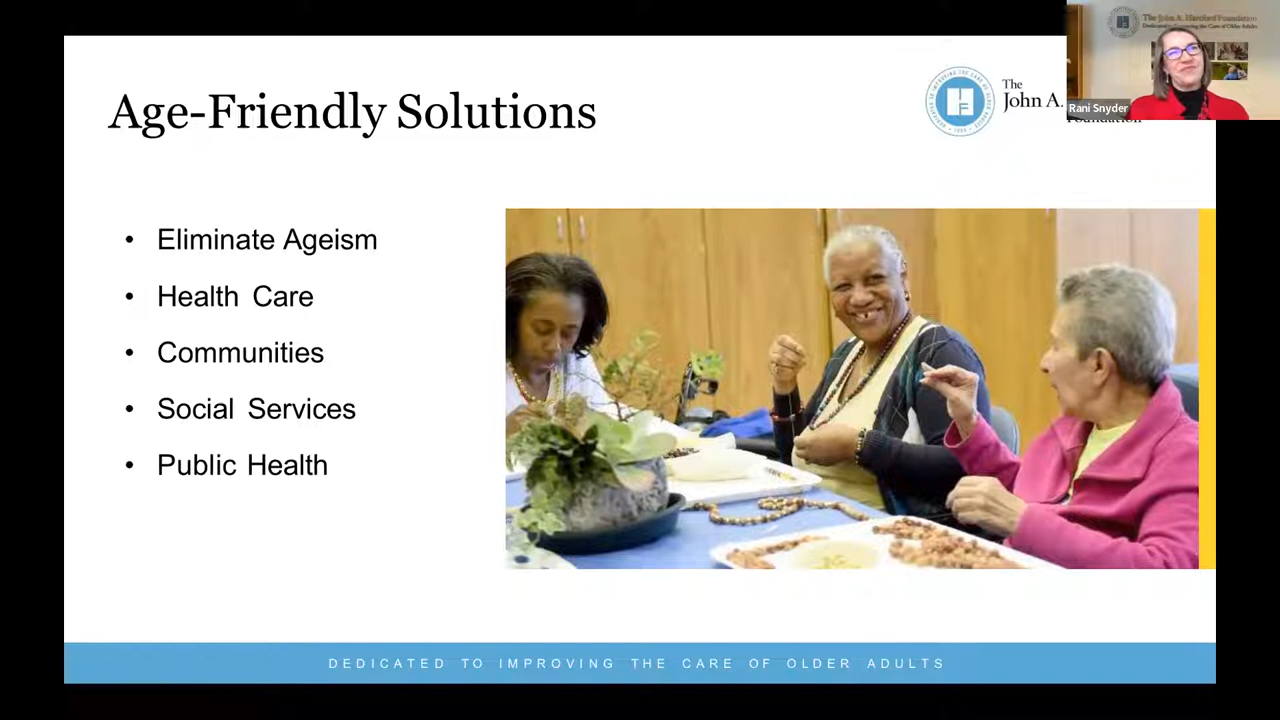 Age-Friendly Solutions
The
John A.
Foundation
The John A. Hartford Foundation
Rani Snyder
• Eliminate Ageism
• Health Care
• Communities
• Social Services
• Public Health
DEDICATED TO IMPROVING THE CARE OF OLDER ADULTS